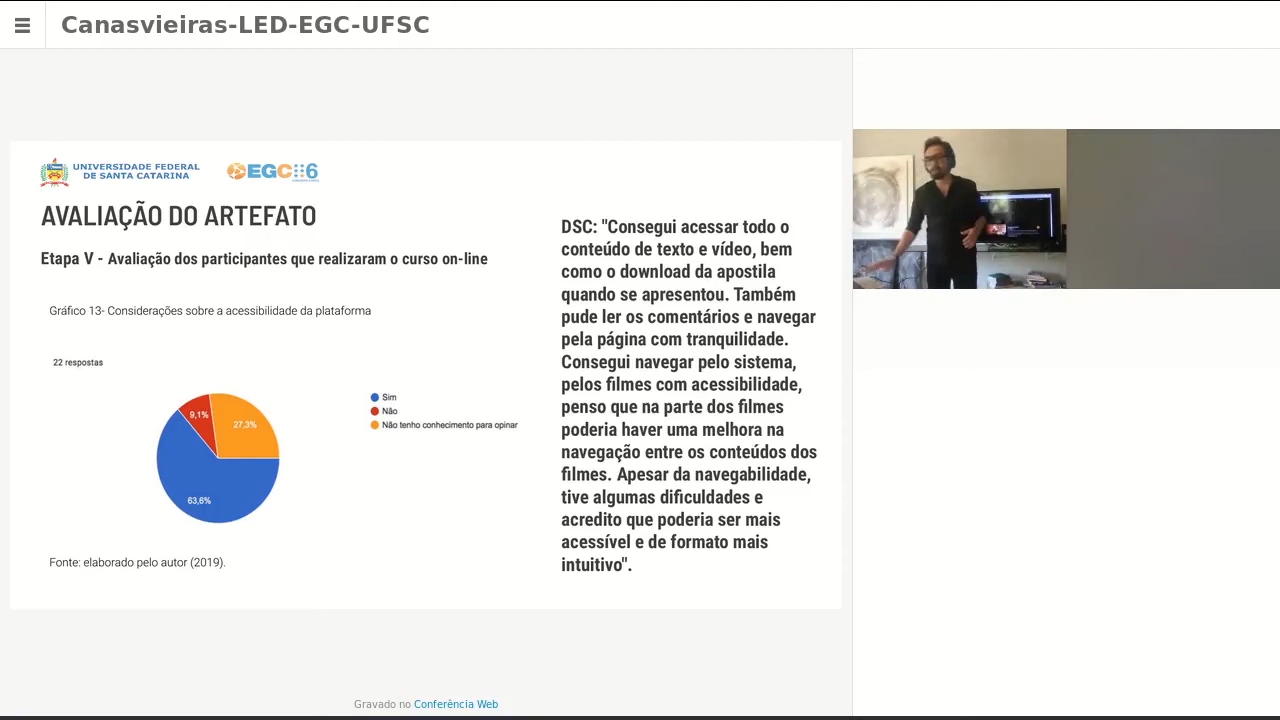 Canasvieiras-LED-EGC-UFSC
UNIVERSIDADE FEDERAL
DE SANTA CATARINA
EGC
6
AVALIAÇÃO DO ARTEFATO
Etapa V - Avaliação dos participantes que realizaram o curso on-line
Gráfico 13- Considerações sobre a acessibilidade da plataforma
22 respostas
9,1%
27,3%
63,6%
Sim
Não
Não tenho conhecimento para opinar
Fonte: elaborado pelo autor (2019).
DSC: "Consegui acessar todo o
conteúdo de texto e vídeo, bem
como o download da apostila
quando se apresentou. Também
pude ler os comentários e navegar
pela página com tranquilidade.
Consegui navegar pelo sistema,
pelos filmes com acessibilidade,
penso que na parte dos filmes
poderia haver uma melhora na
navegação entre os conteúdos dos
filmes. Apesar da navegabilidade,
tive algumas dificuldades e
acredito que poderia ser mais
acessível e de formato mais
intuitivo".
Gravado no Conferência Web